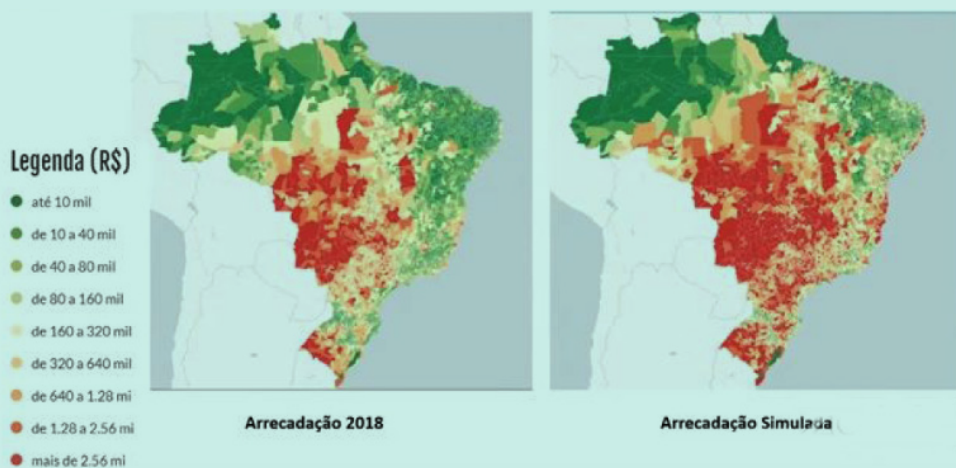 Legenda (R$)
até 10 mil
de 10 a 40 mil
de 40 a 80 mil
de 80 a 160 mil
de 160 a 320 mil
de 320 a 640 mil
de 640 a 1.28 mi
de 1.28 a 2.56 mi
mais de 2.56 mi
Arrecadação 2018
Arrecadação Simulada